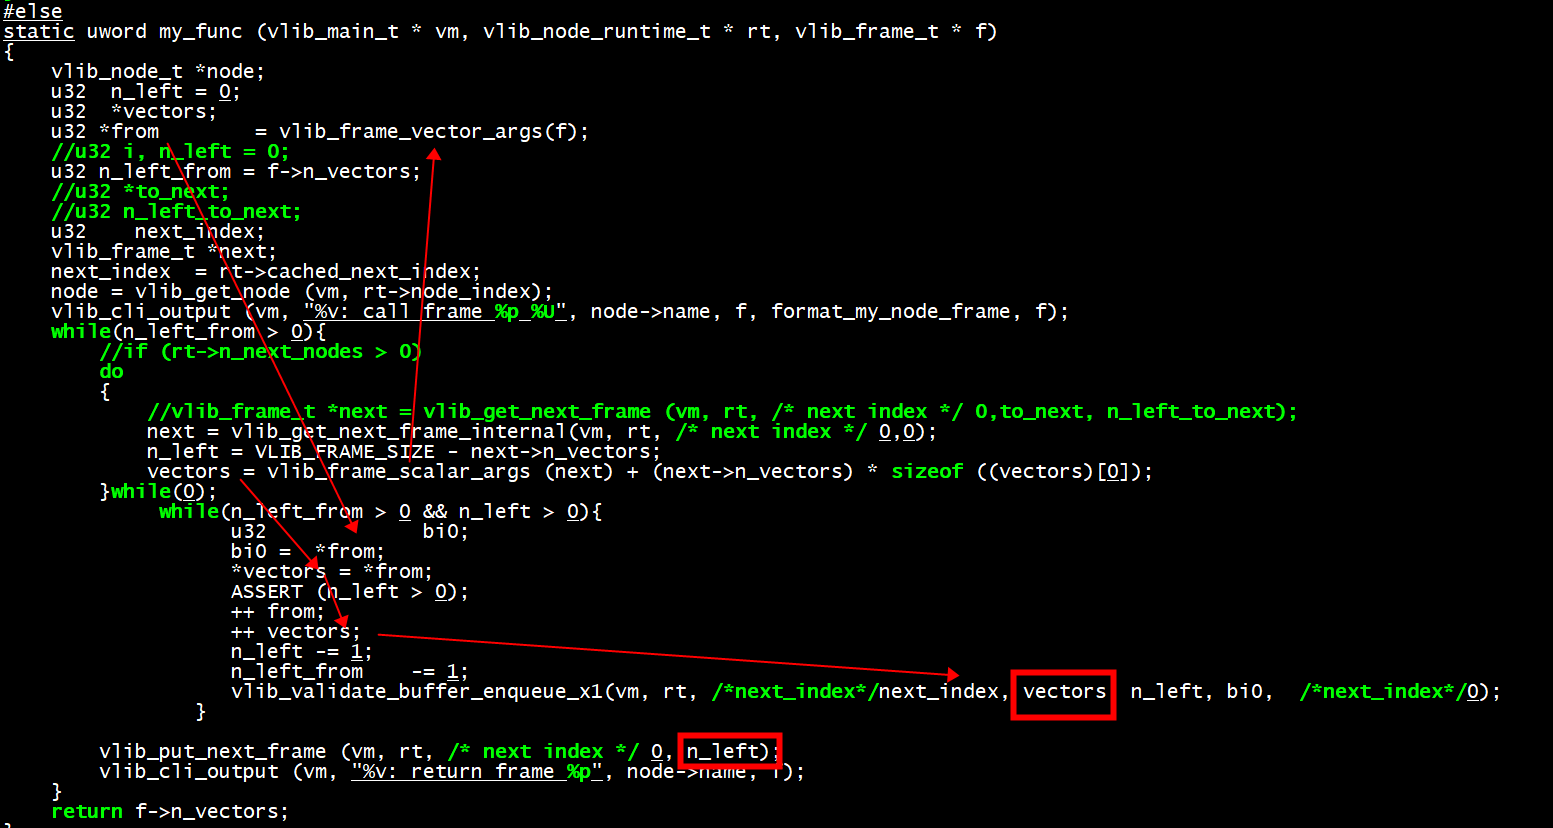 #else
static uword my_func (vlib_main_t * vm, vlib_node_runtime_t * rt, vlib_frame_t * f)
{
    vlib_node_t *node;
    u32  n_left = 0;
    u32  *vectors;
    u32 *from        = vlib_frame_vector_args(f);
    //u32 i, n_left = 0;
    u32 n_left_from = f->n_vectors;
    //u32 *to_next;
    //u32 n_left_to_next;
    u32    next_index;
    vlib_frame_t *next;
    next_index  = rt->cached_next_index;
    node = vlib_get_node (vm, rt->node_index);
    vlib_cli_output (vm, "%v: call frame %p %U", node->name, f, format_my_node_frame, f);
    while(n_left_from > 0){
        //if (rt->n_next_nodes > 0)
        do
        {
            //vlib_frame_t *next = vlib_get_next_frame (vm, rt, /* next index */ 0,to_next, n_left_to_next);
            next = vlib_get_next_frame_internal(vm, rt, /* next index */ 0,0);
            n_left = VLIB_FRAME_SIZE - next->n_vectors;
            vectors = vlib_frame_scalar_args (next) + (next->n_vectors) * sizeof ((vectors)[0]);
        }while(0);
             while(n_left_from > 0 && n_left > 0){
                   u32             bi0;
                   bi0 =  *from;
                   *vectors = *from;
                   ASSERT (n_left > 0);
                   ++ from;
                   ++ vectors;
                   n_left -= 1;
                   n_left_from    -= 1;
                   vlib_validate_buffer_enqueue_x1(vm, rt, /*next_index*/next_index, vectors  n_left, bi0,  /*next_index*/0);
                }

        vlib_put_next_frame (vm, rt, /* next index */ 0, n_left);
        vlib_cli_output (vm, "%v: return frame %p", node->name, f);
    }
    return f->n_vectors;
}